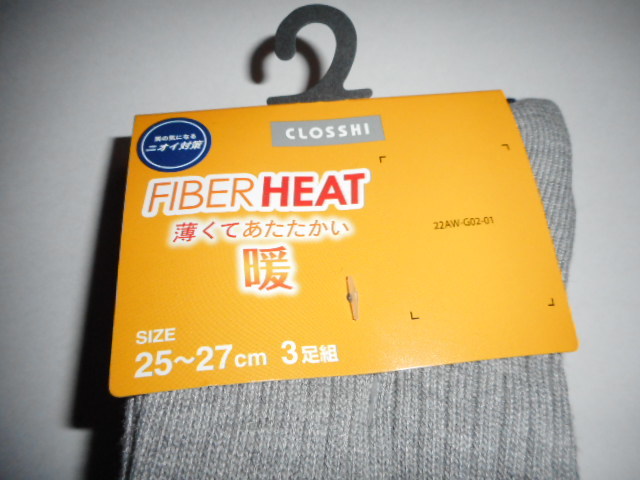 CLOSSHI
足の気になる
ニオイ対策
FIBER HEAT
薄くてあたたかい
暖
22AW-G02-01
SIZE
25～27cm 3足組